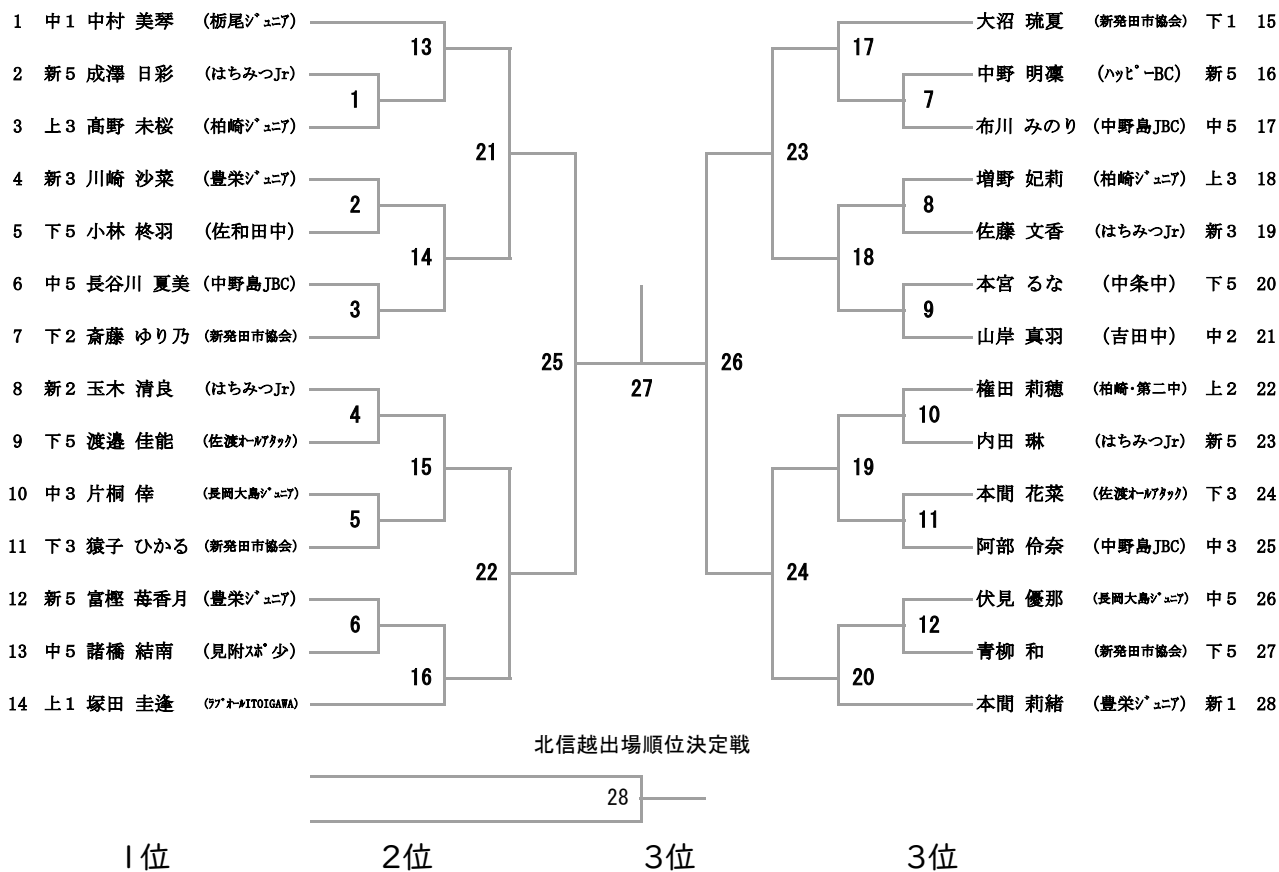 1 中1 中村 美琴 (栃尾ｼﾞｭﾆｱ) 大沼 琉夏 (新発田市協会) 下1 15
13 17
2 新5 成澤 日彩 (はちみつJr) 中野 明凜 (ﾊｯﾋﾟｰBC) 新5 16
1 7
3 上3 髙野 未桜 (柏崎ｼﾞｭﾆｱ) 布川 みのり (中野島JBC) 中5 17
21 23
4 新3 川崎 沙菜 (豊栄ｼﾞｭﾆｱ) 増野 妃莉 (柏崎ｼﾞｭﾆｱ) 上3 18
2 8
5 下5 小林 柊羽 (佐和田中) 佐藤 文香 (はちみつJr) 新3 19
14 18
6 中5 長谷川 夏美 (中野島JBC) 本宮 るな (中条中) 下5 20
3 9
7 下2 斎藤 ゆり乃 (新発田市協会) 山岸 真羽 (吉田中) 中2 21
25 26
27
8 新2 玉木 清良 (はちみつJr) 権田 莉穂 (柏崎・第二中) 上2 22
4 10
9 下5 渡邉 佳能 (佐渡ｵｰﾙｱﾀｯｸ) 内田 琳 (はちみつJr) 新5 23
15 19
10 中3 片桐 倖 (長岡大島ｼﾞｭﾆｱ) 本間 花菜 (佐渡ｵｰﾙｱﾀｯｸ) 下3 24
5 11
11 下3 猿子 ひかる (新発田市協会) 阿部 伶奈 (中野島JBC) 中3 25
22 24
12 新5 富樫 苺香月 (豊栄ｼﾞｭﾆｱ) 伏見 優那 (長岡大島ｼﾞｭﾆｱ) 中5 26
6 12
13 中5 諸橋 結南 (見附ｽﾎﾟ少) 青柳 和 (新発田市協会) 下5 27
16 20
14 上1 塚田 圭逢 (ﾗﾌﾞｵｰﾙITOIGAWA) 本間 莉緒 (豊栄ｼﾞｭﾆｱ) 新1 28
北信越出場順位決定戦
28
1位 2位 3位 3位